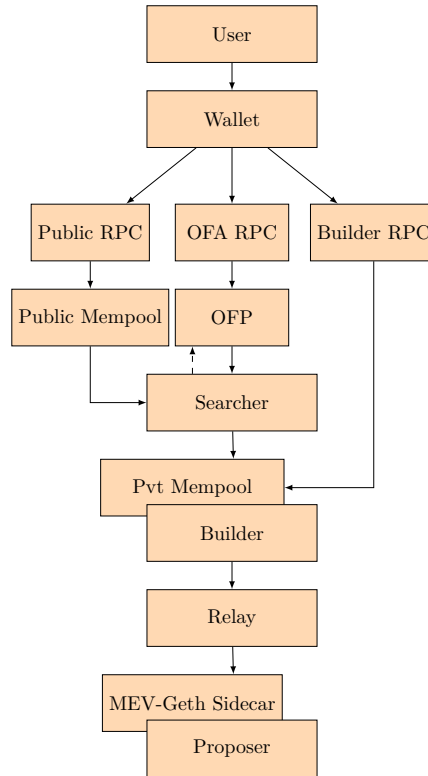 User
Wallet
Public RPC
OFA RPC
Builder RPC
Public Mempool
OFP
Searcher
Pvt Mempool
Builder
Relay
MEV-Geth Sidecar
Proposer